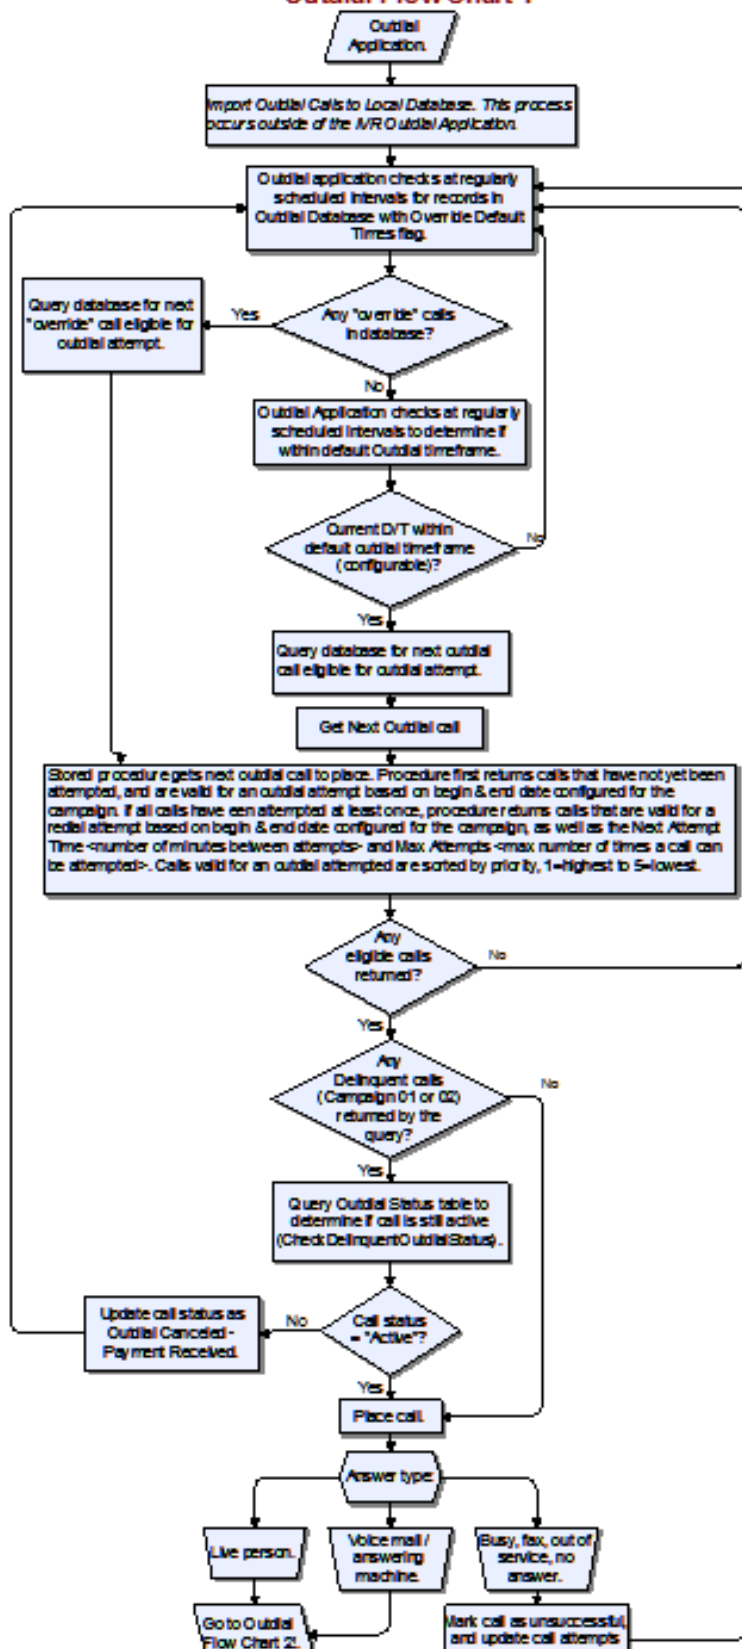 Outdial Flow Chart 1
Outdial
Application.
Import Outdial Calls to Local Database. This process
occurs outside of the IVR Outdial Application.
Outdial application checks at regularly
scheduled intervals for records in
Outdial Database with Override Default
Times flag.
Query database for next
"override" call eligible for
outdial attempt.
Yes
Any "override" calls
in database?
No
Outdial Application checks at regularly
scheduled intervals to determine if
within default Outdial timeframe.
Current D/T within
default outdial timeframe
(configurable)?
No
Yes
Query database for next outdial
call eligible for outdial attempt.
Get Next Outdial call
Stored procedure gets next outdial call to place. Procedure first returns calls that have not yet been
attempted, and are valid for an outdial attempt based on begin & end date configured for the
campaign. If all calls have een attempted at least once, procedure returns calls that are valid for a
redial attempt based on begin & end date configured for the campaign, as well as the Next Attempt
Time <number of minutes between attempts> and Max Attempts <max number of times a call can
be attempted>. Calls valid for an outdial attempted are sorted by priority, 1=highest to 5=lowest.
Any
eligible calls
returned?
No
Yes
Any
Delinquent calls
(Campaign 01 or 02)
returned by the
query?
No
Yes
Query Outdial Status table to
determine if call is still active
(CheckDelinquentOutdialStatus).
Update call status as
Outdial Canceled -
Payment Received.
No
Call status
= "Active"?
Yes
Place call.
Answer type:
Live person.
Voice mail /
answering
machine.
Busy, fax, out of
service, no
answer.
Go to Outdial
Flow Chart 2.
Mark call as unsuccessful,
and update call attempts